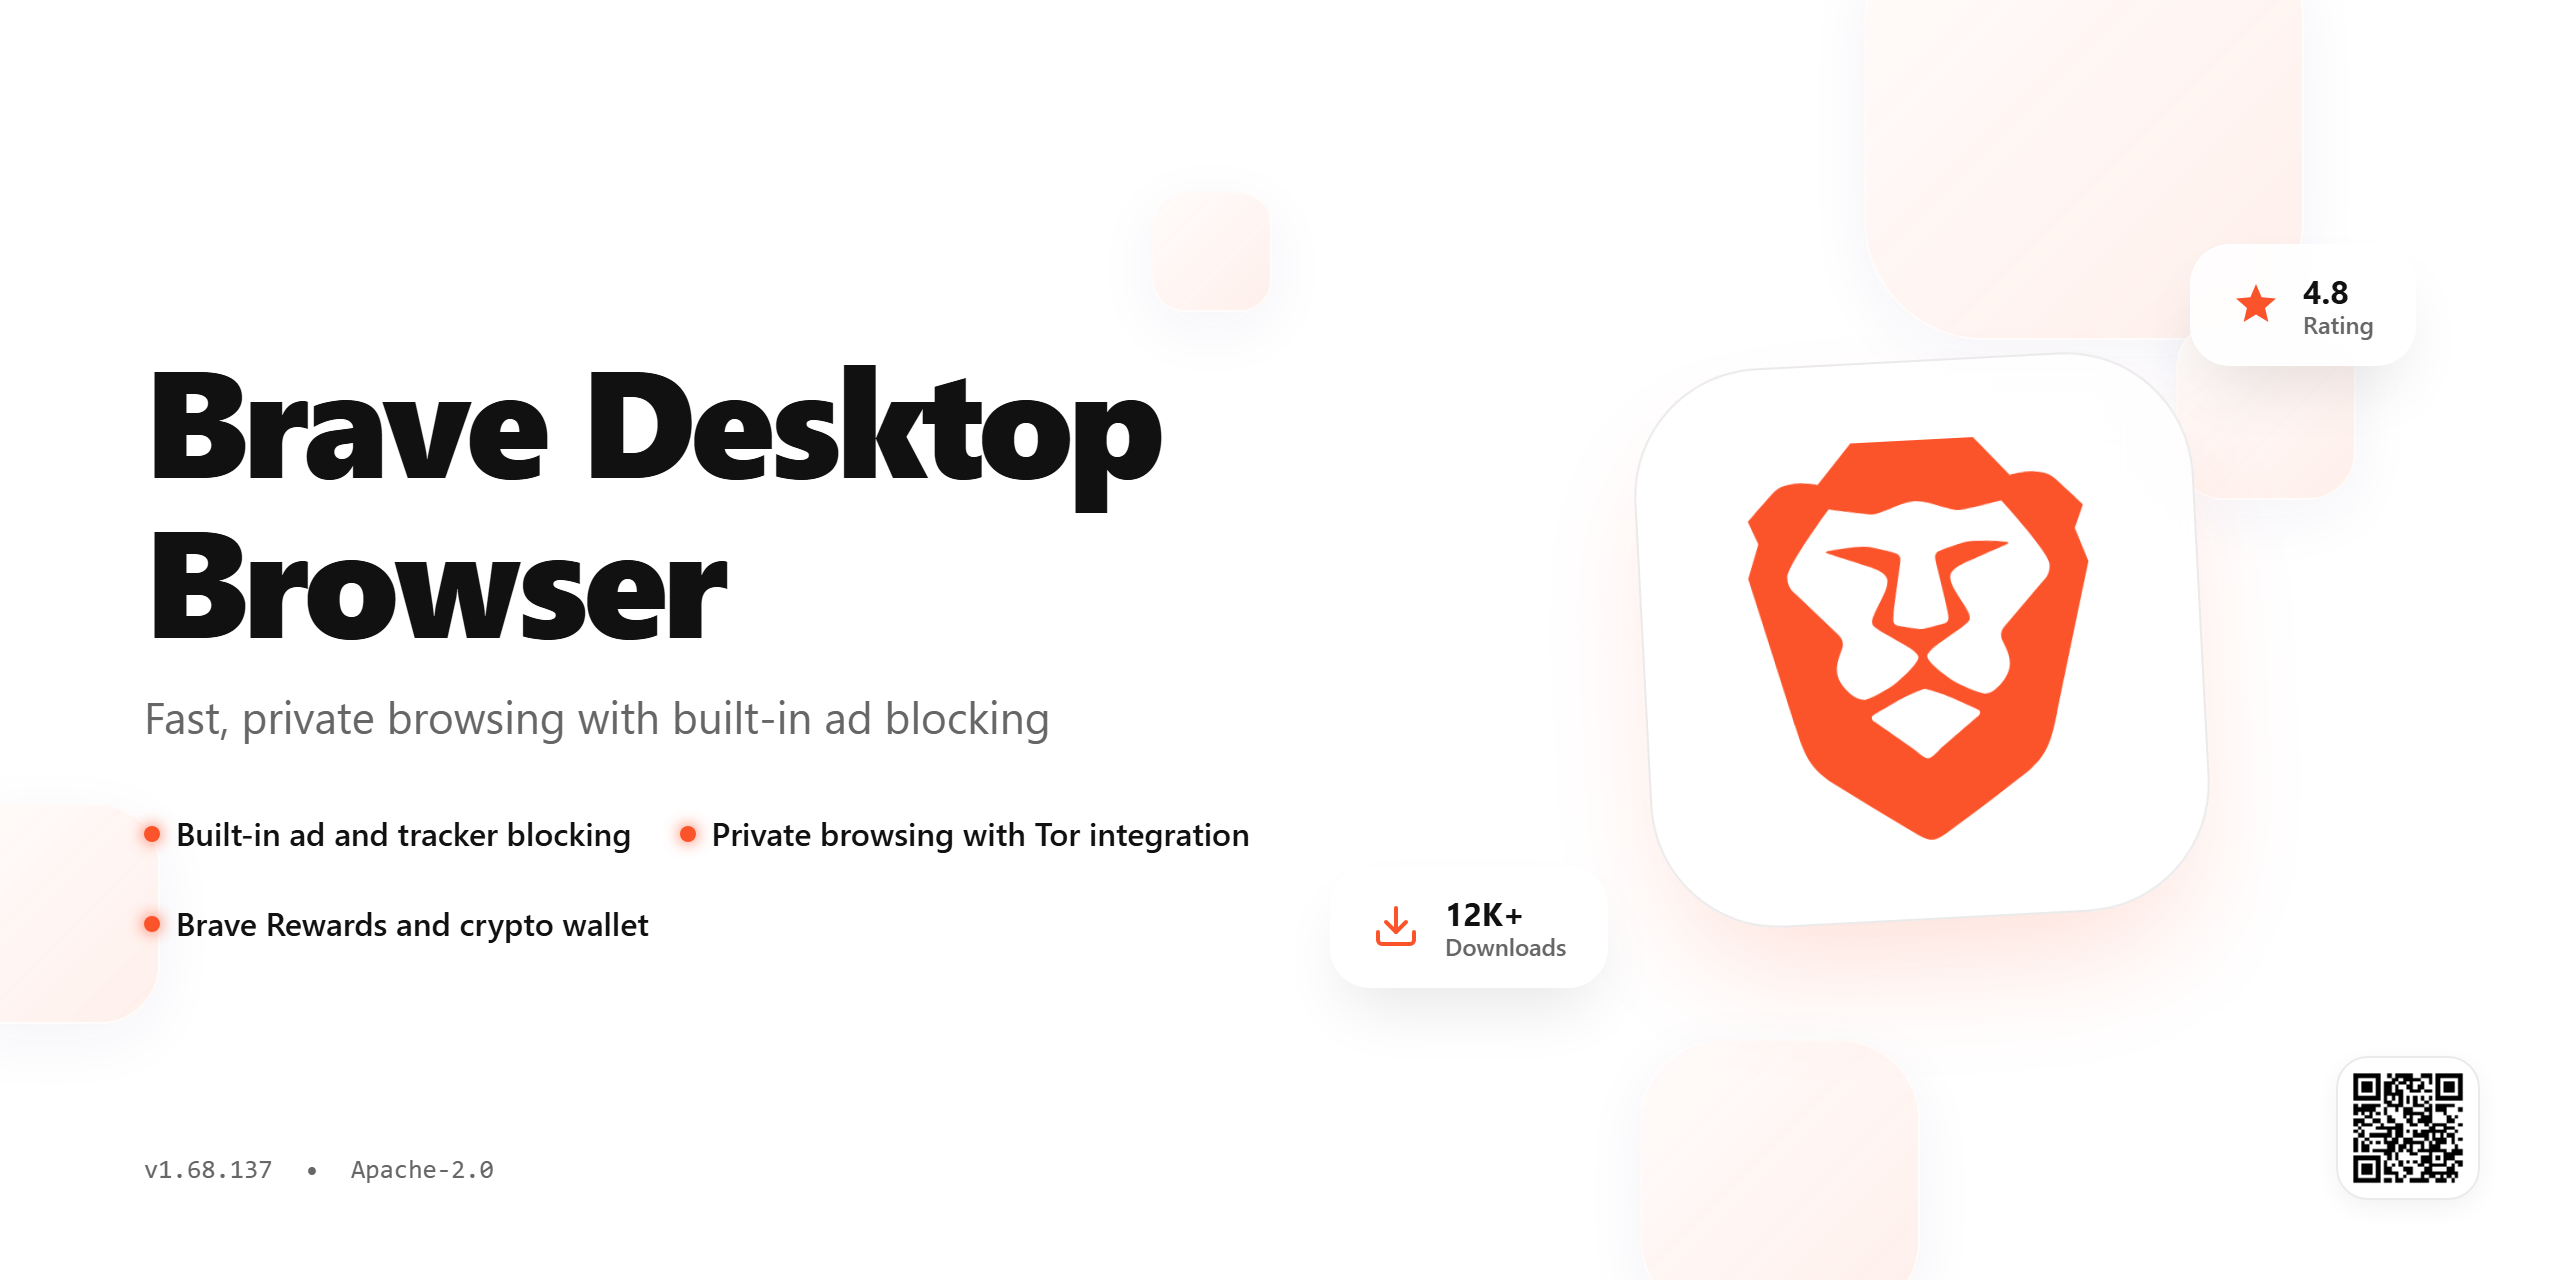 Brave Desktop
Browser
Fast, private browsing with built-in ad blocking
Built-in ad and tracker blocking
Private browsing with Tor integration
Brave Rewards and crypto wallet
4.8
Rating
12K+
Downloads
v1.68.137 • Apache-2.0